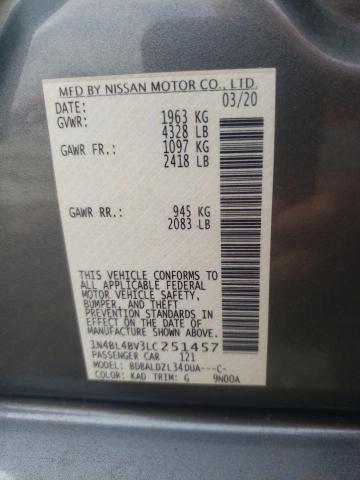 MFD BY NISSAN MOTOR CO., LTD.
DATE: 03/20
GVWR: 1963 KG
4328 LB
GAWR FR.: 1097 KG
2418 LB
GAWR RR.: 945 KG
2083 LB
THIS VEHICLE CONFORMS TO
ALL APPLICABLE FEDERAL
MOTOR VEHICLE SAFETY,
BUMPER, AND THEFT
PREVENTION STANDARDS IN
EFFECT ON THE DATE OF
MANUFACTURE SHOWN ABOVE.
1N4BL4BV3LC251457
PASSENGER CAR 121
MODEL: BDBALDZL34DUA---C-
COLOR: KAD TRIM: G 9N00A